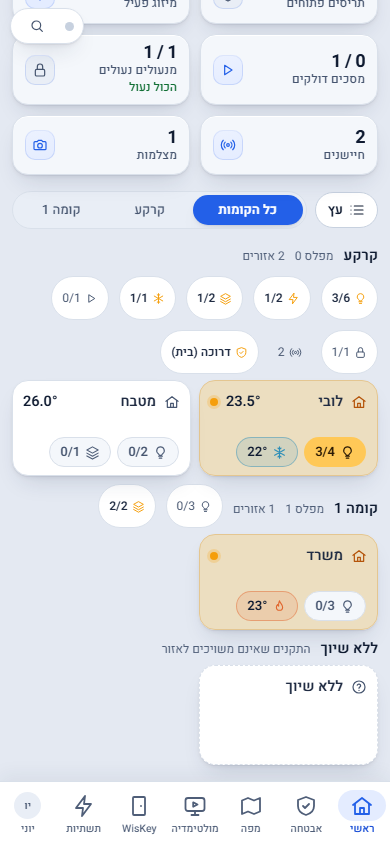 תריסים פתוחים
מיזוג פעיל
1 / 0
מסכים דולקים
1 / 1
מנעולים נעולים
הכול נעול
2
חיישנים
1
מצלמות
עץ
כל הקומות
קרקע
קומה 1
קרקע מפלס 0 2 אזורים
3/6
1/2
1/2
1/1
0/1
1/1
2
דרוכה (בית)
לובי 23.5°
3/4
22°
מטבח 26.0°
0/2
0/1
קומה 1 מפלס 1 1 אזורים
0/3
2/2
משרד
0/3
23°
ללא שיוך התקנים שאינם משויכים לאזור
ללא שיוך
ראשי
אבטחה
מפה
מולטימדיה
WisKey
תשתיות
יו
יוני